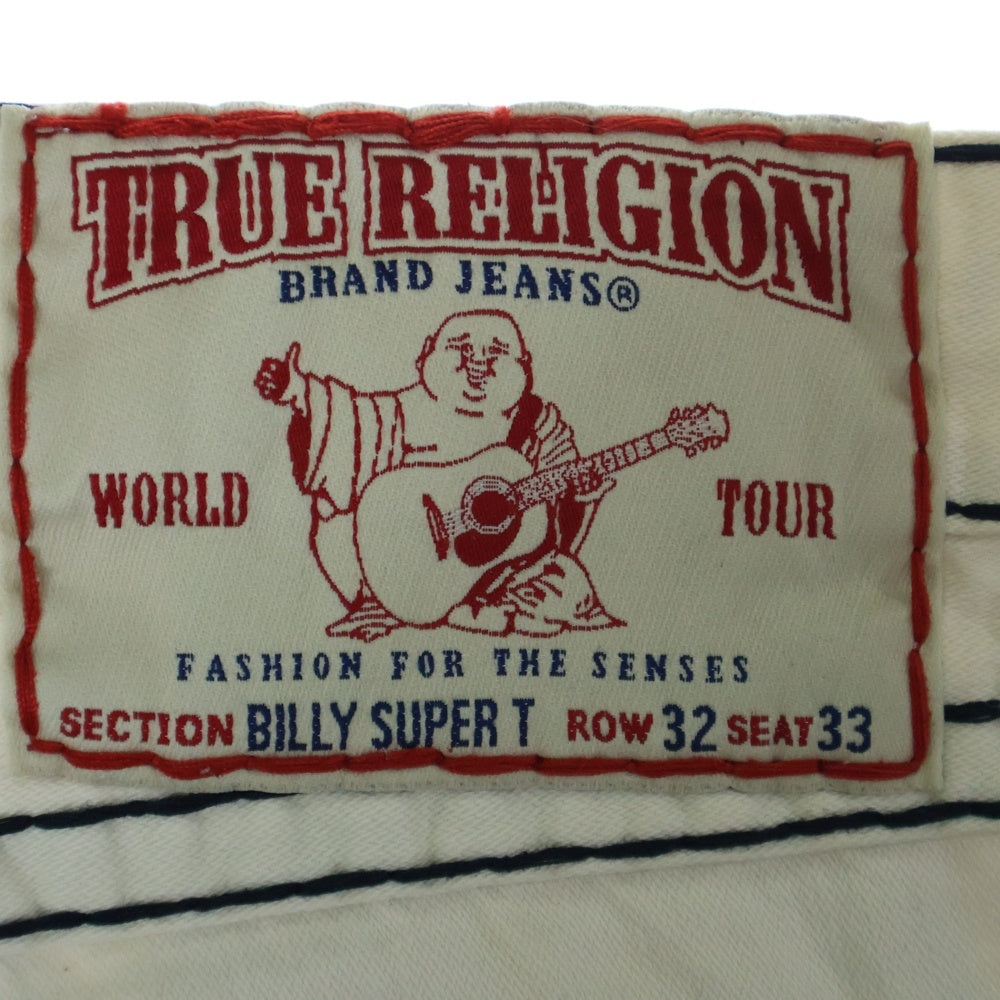 TRUE RELIGION
BRAND JEANS®
WORLD TOUR
FASHION FOR THE SENSES
SECTION BILLY SUPER T ROW 32 SEAT 33